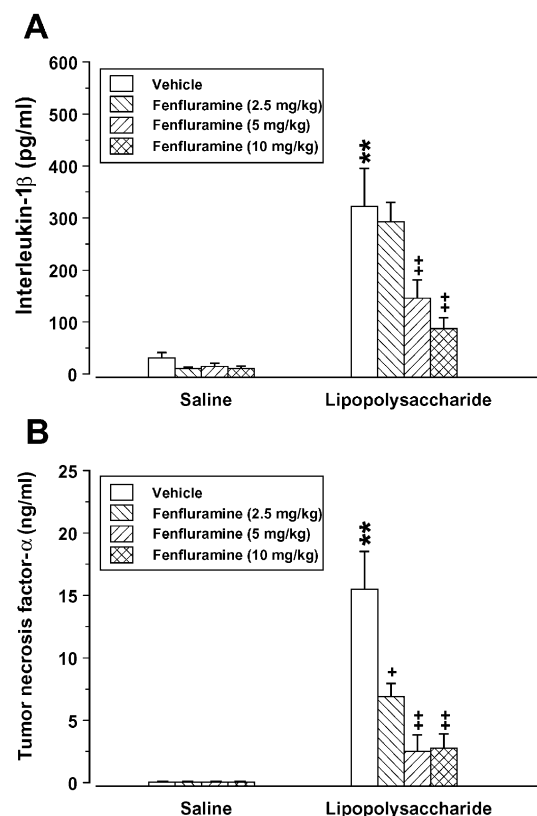 A
Interleukin-1β (pg/ml)
600
500
400
300
200
100
0
Vehicle
Fenfluramine (2.5 mg/kg)
Fenfluramine (5 mg/kg)
Fenfluramine (10 mg/kg)
**
++
++
Saline
Lipopolysaccharide
B
Tumor necrosis factor-α (ng/ml)
25
20
15
10
5
0
Vehicle
Fenfluramine (2.5 mg/kg)
Fenfluramine (5 mg/kg)
Fenfluramine (10 mg/kg)
**
+
++
++
Saline
Lipopolysaccharide